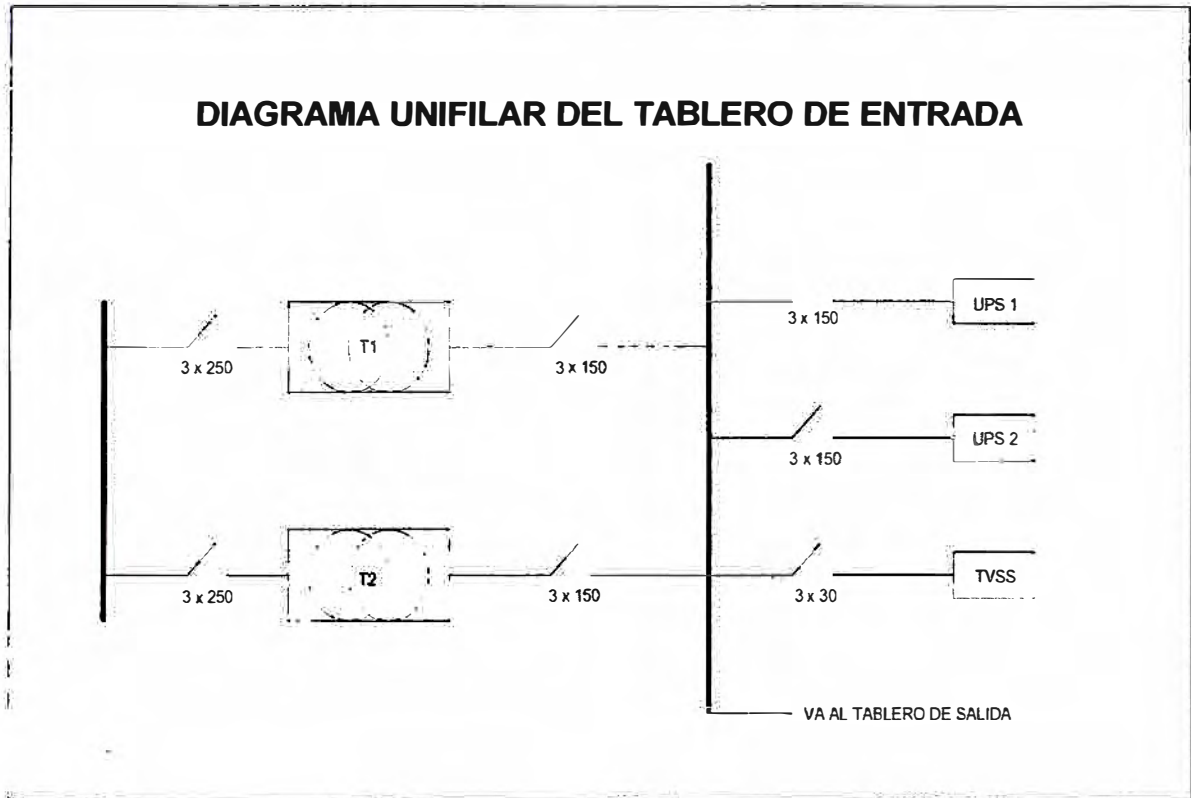 DIAGRAMA UNIFILAR DEL TABLERO DE ENTRADA
UPS 1
3 x 150
T1
3 x 250
3 x 150
UPS 2
3 x 150
T2
TVSS
3 x 250
3 x 150
3 x 30
VA AL TABLERO DE SALIDA